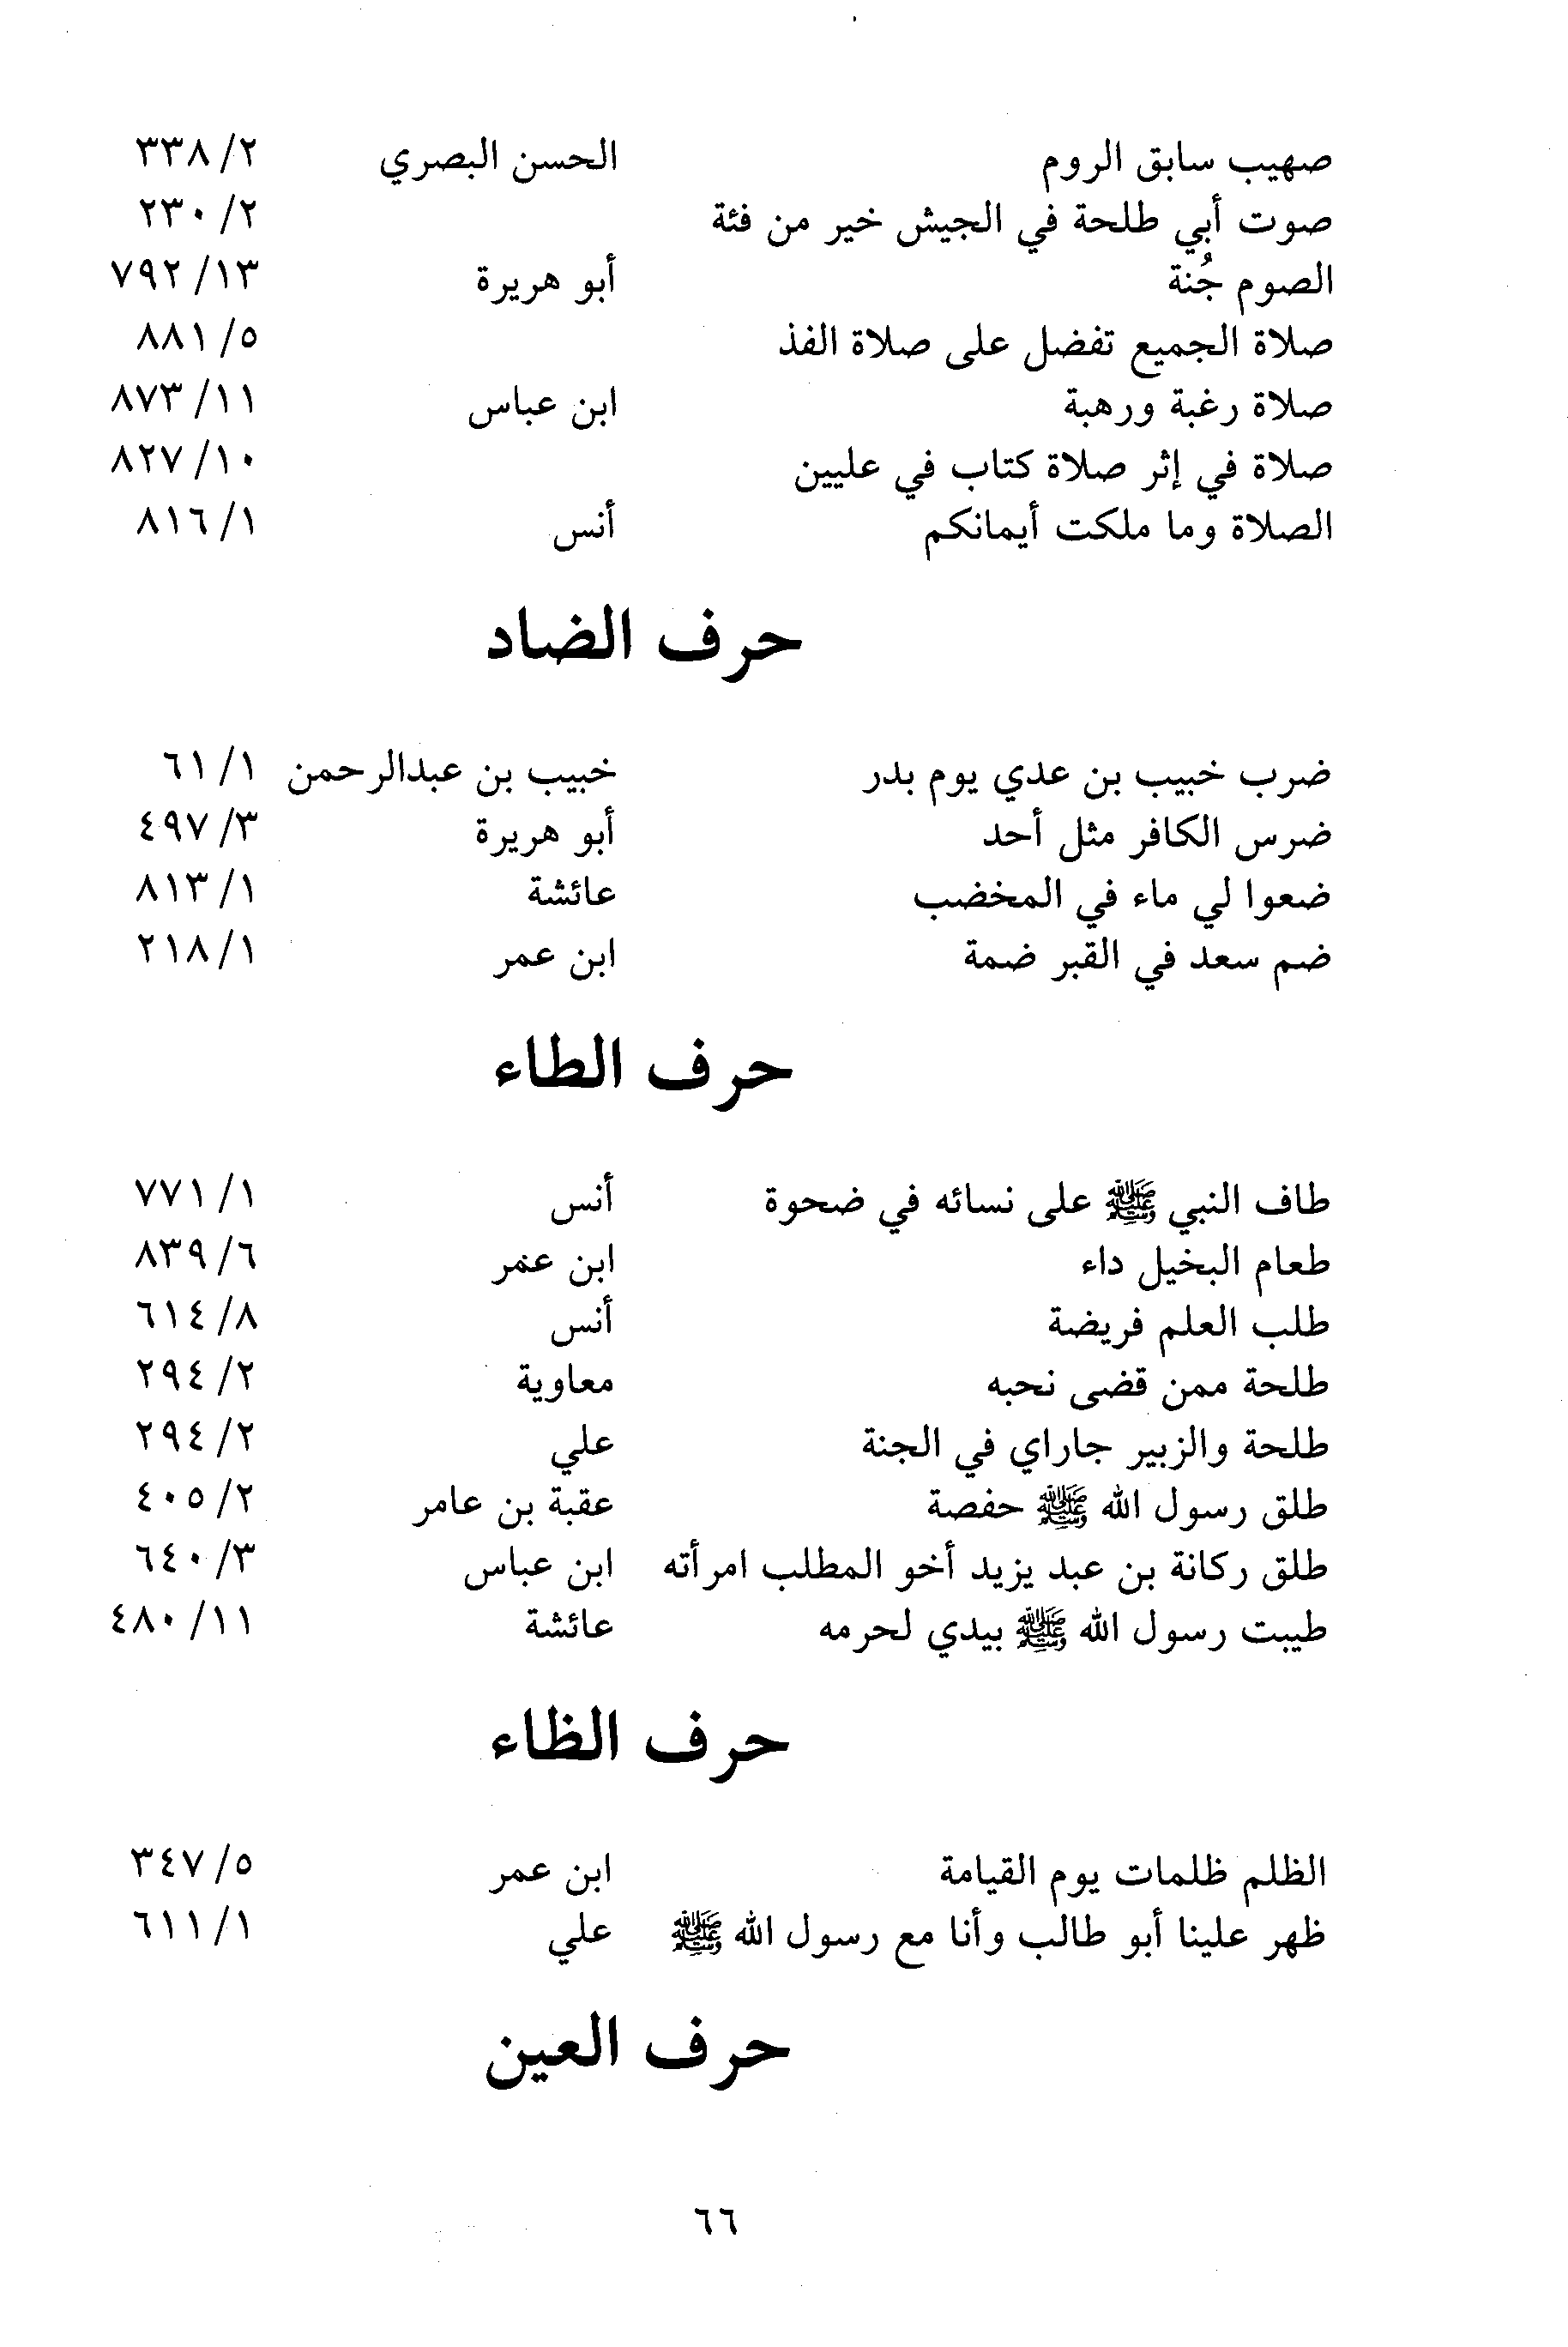 صهيب سابق الروم الحسن البصري ٢/ ٣٣٨
صوت أبي طلحة في الجيش خير من فئة ٢/ ٢٣٠
الصوم جُنة أبو هريرة ١٣/ ٧٩٢
صلاة الجميع تفضل على صلاة الفذ ٥/ ٨٨١
صلاة رغبة ورهبة ابن عباس ١١/ ٨٧٣
صلاة في إثر صلاة كتاب في عليين ١٠/ ٨٢٧
الصلاة وما ملكت أيمانكم أنس ١/ ٨١٦
حرف الضاد
ضرب خبيب بن عدي يوم بدر خبيب بن عبدالرحمن ١/ ٦١
ضرس الكافر مثل أحد أبو هريرة ٣/ ٤٩٧
ضعوا لي ماء في المخضب عائشة ١/ ٨١٣
ضم سعد في القبر ضمة ابن عمر ١/ ٢١٨
حرف الطاء
طاف النبي ﷺ على نسائه في ضحوة أنس ١/ ٧٧١
طعام البخيل داء ابن عمر ٦/ ٨٣٩
طلب العلم فريضة أنس ٨/ ٦١٤
طلحة ممن قضى نحبه معاوية ٢/ ٢٩٤
طلحة والزبير جاراي في الجنة علي ٢/ ٢٩٤
طلق رسول الله ﷺ حفصة عقبة بن عامر ٢/ ٤٠٥
طلق ركانة بن عبد يزيد أخو المطلب امرأته ابن عباس ٣/ ٦٤٠
طيبت رسول الله ﷺ بيدي لحرمه عائشة ١١/ ٤٨٠
حرف الظاء
الظلم ظلمات يوم القيامة ابن عمر ٥/ ٣٤٧
ظهر علينا أبو طالب وأنا مع رسول الله ﷺ علي ١/ ٦١١
حرف العين
٦٦